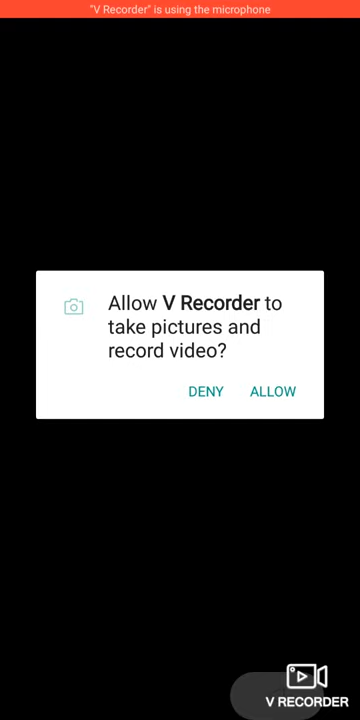 "V Recorder" is using the microphone
Allow V Recorder to
take pictures and
record video?
DENY ALLOW
V RECORDER